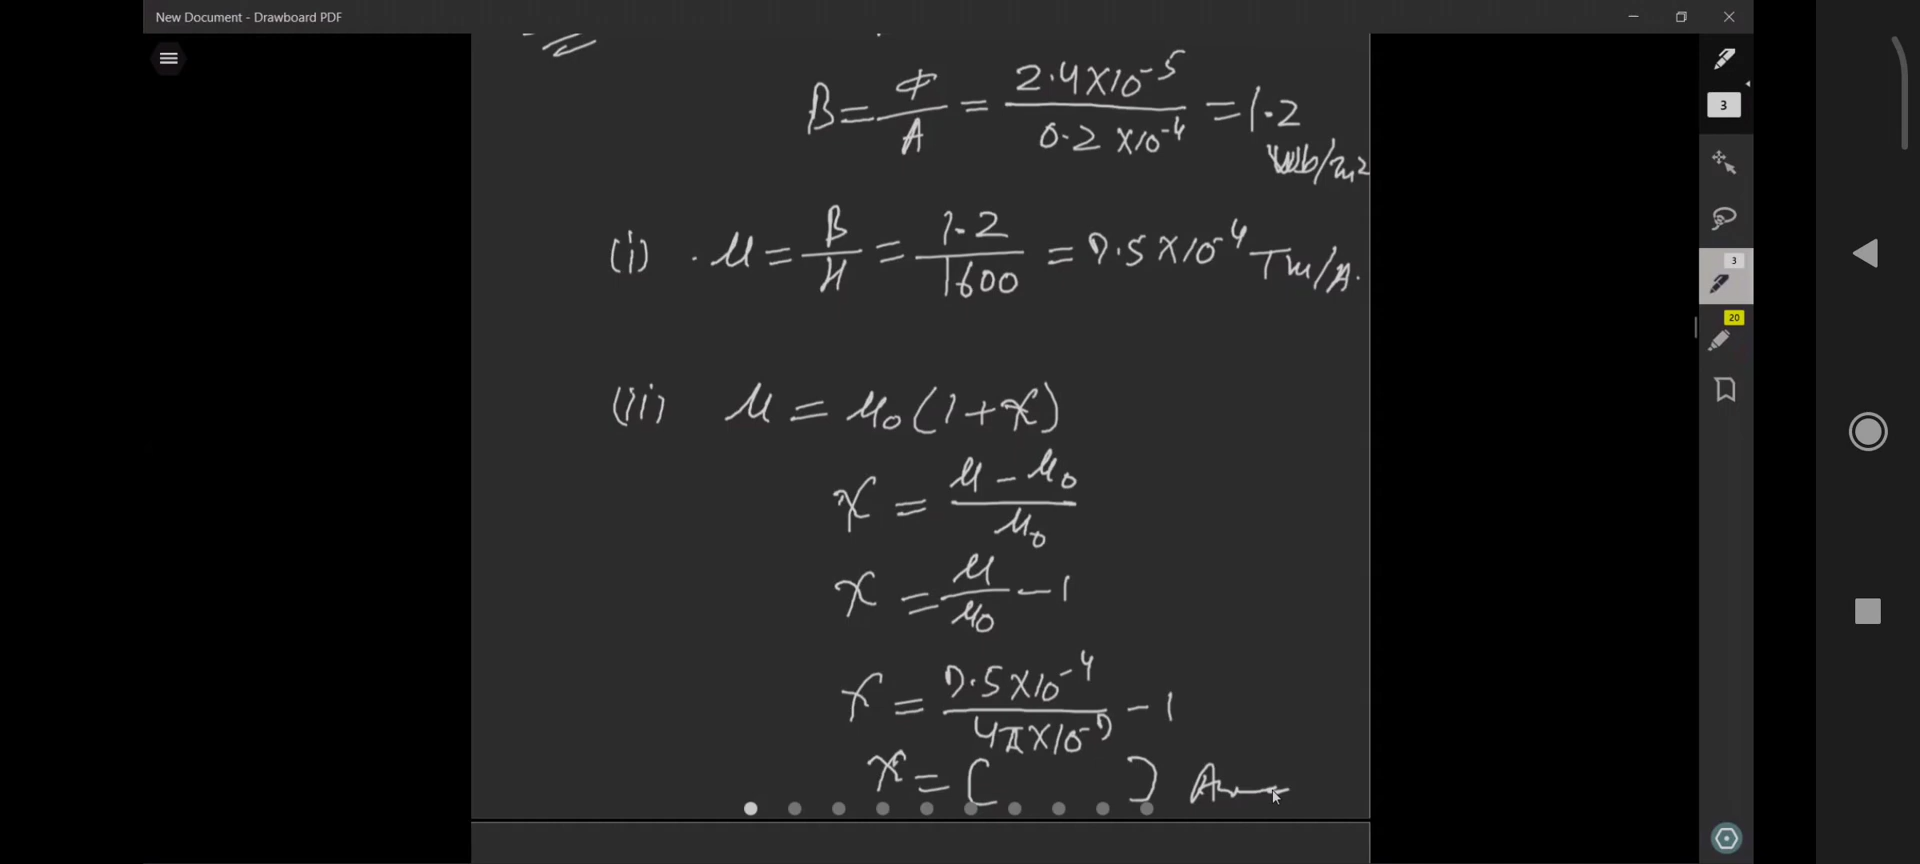 New Document - Drawboard PDF
B = ϕ/A = 2.4×10⁻⁵/0.2×10⁻⁴ = 1.2
Wb/m²
3
(i) . μ = B/H = 1.2/1600 = 7.5×10⁻⁴ Tm/A.
3
20
(ii) μ = μ₀(1+χ)
χ = μ - μ₀/μ₀
χ = μ/μ₀ - 1
χ = 7.5×10⁻⁴/4π×10⁻⁷ - 1
χ = [ ]